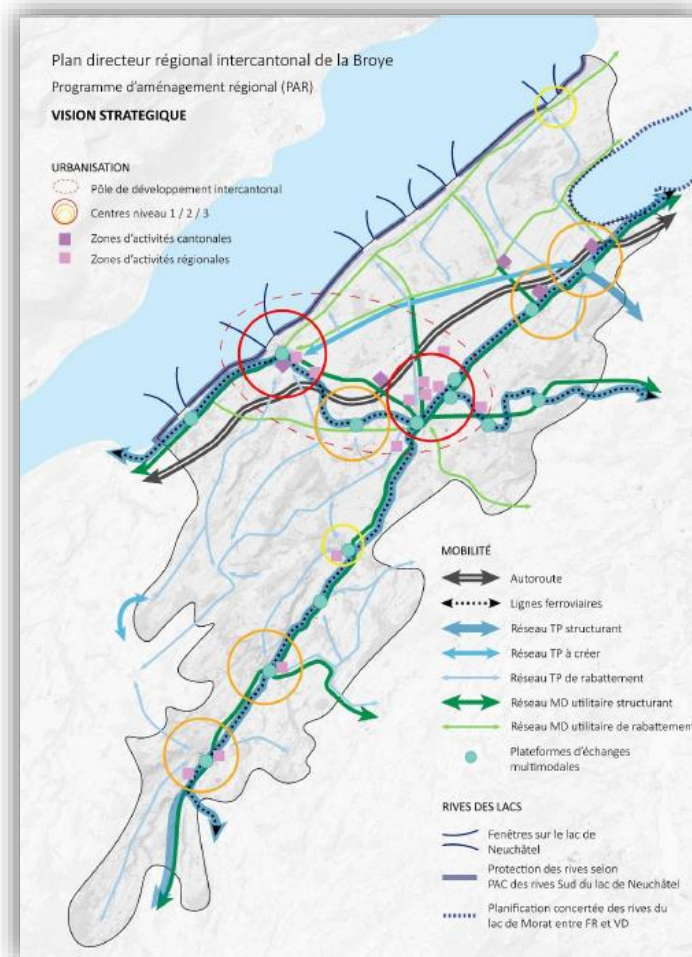 Plan directeur régional intercantonal de la Broye
Programme d'aménagement régional (PAR)
VISION STRATEGIQUE
URBANISATION
Pôle de développement intercantonal
Centres niveau 1 / 2 / 3
Zones d'activités cantonales
Zones d'activités régionales
MOBILITÉ
Autoroute
Lignes ferroviaires
Réseau TP structurant
Réseau TP à créer
Réseau TP de rabattement
Réseau MD utilitaire structurant
Réseau MD utilitaire de rabattement
Plateformes d'échanges
multimodales
RIVES DES LACS
Fenêtres sur le lac de
Neuchâtel
Protection des rives selon
PAC des rives Sud du lac de Neuchâtel
Planification concertée des rives du
lac de Morat entre FR et VD